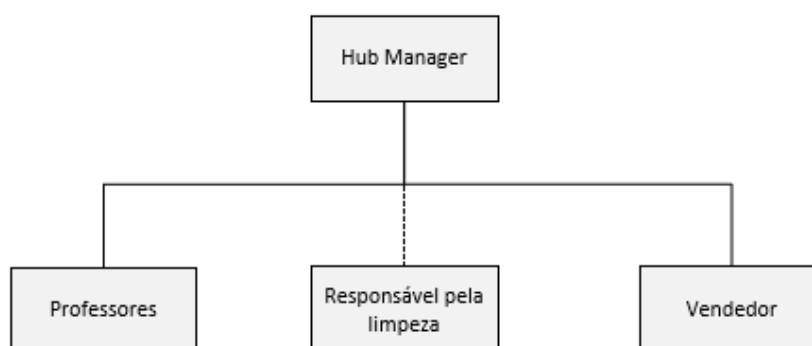 Hub Manager
Professores
Responsável pela
limpeza
Vendedor